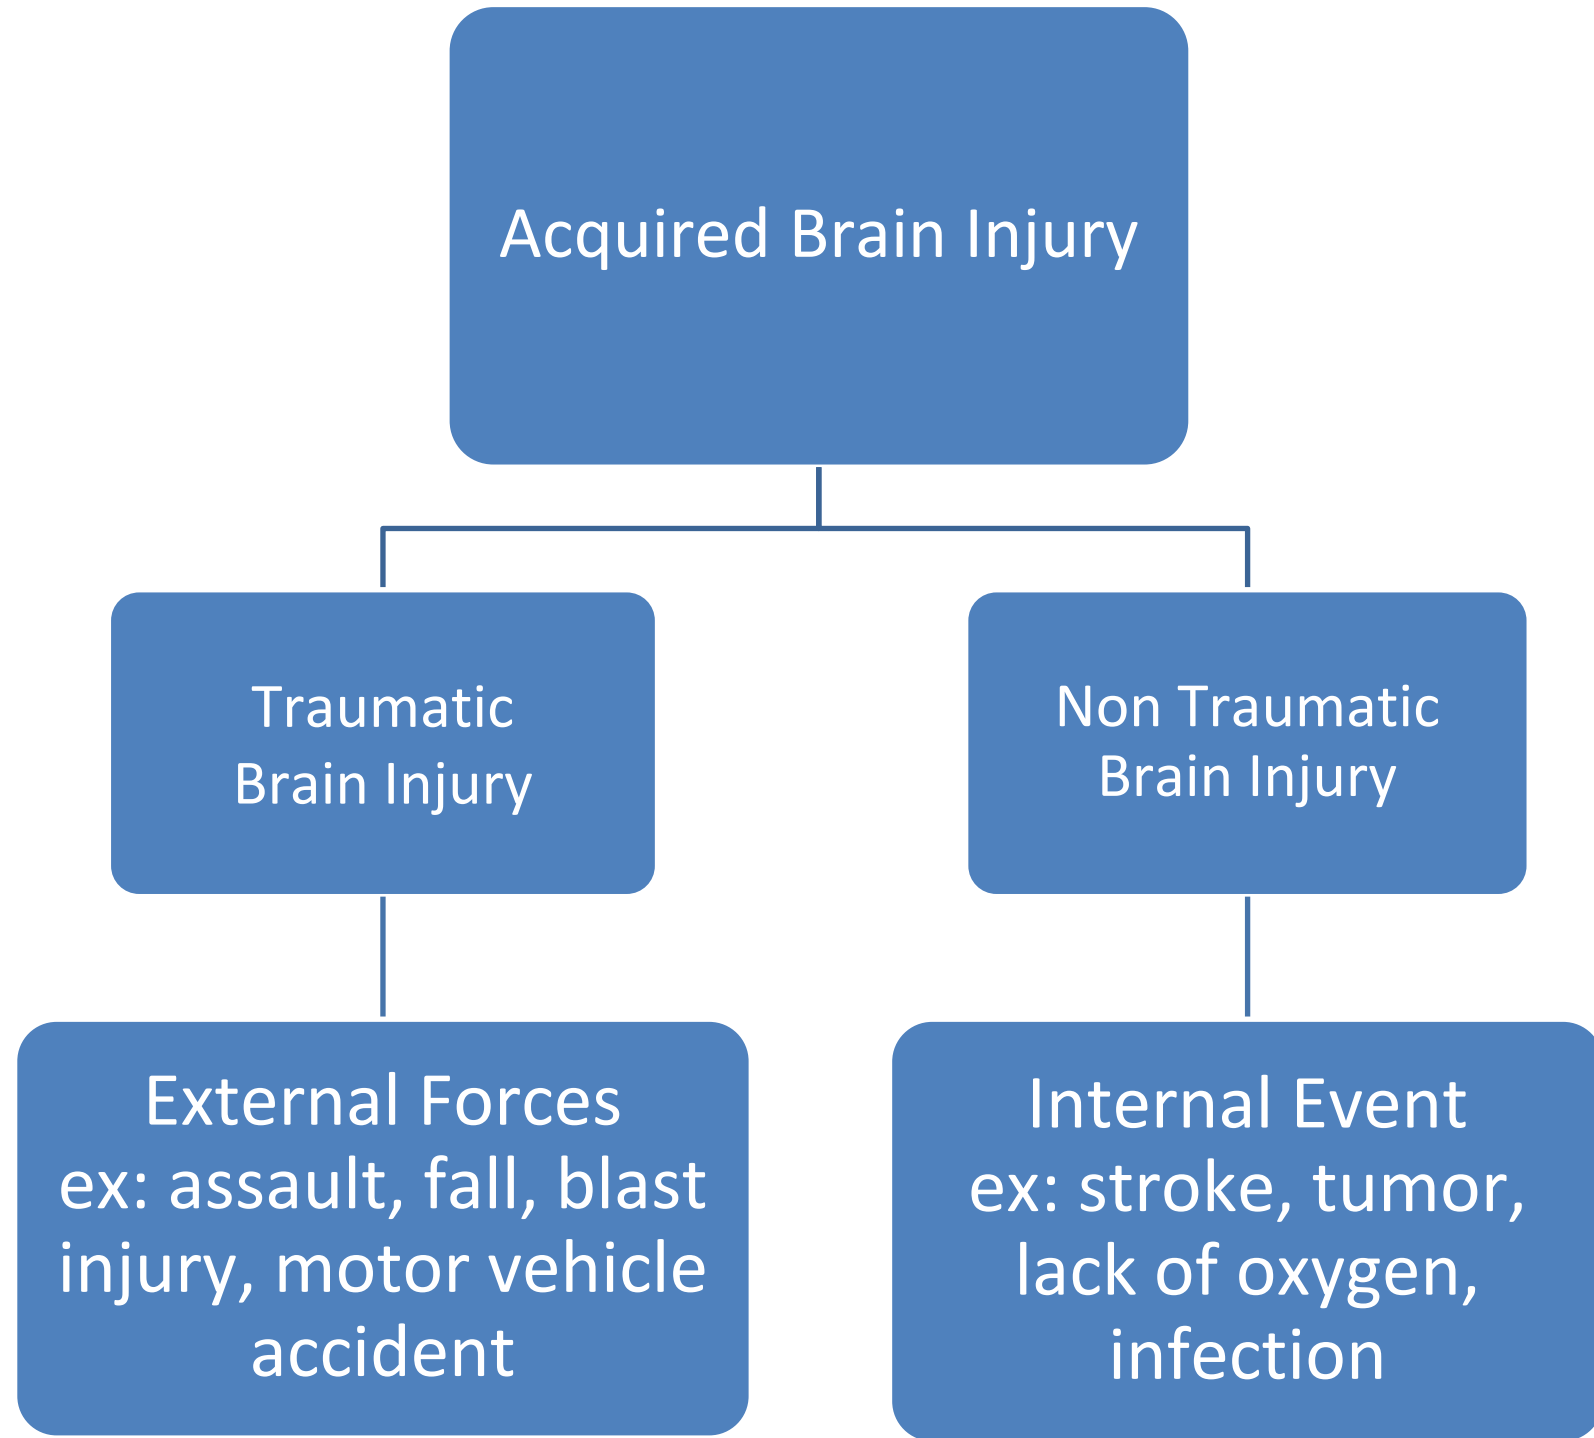 Acquired Brain Injury
Traumatic
Brain Injury
Non Traumatic
Brain Injury
External Forces
ex: assault, fall, blast
injury, motor vehicle
accident
Internal Event
ex: stroke, tumor,
lack of oxygen,
infection